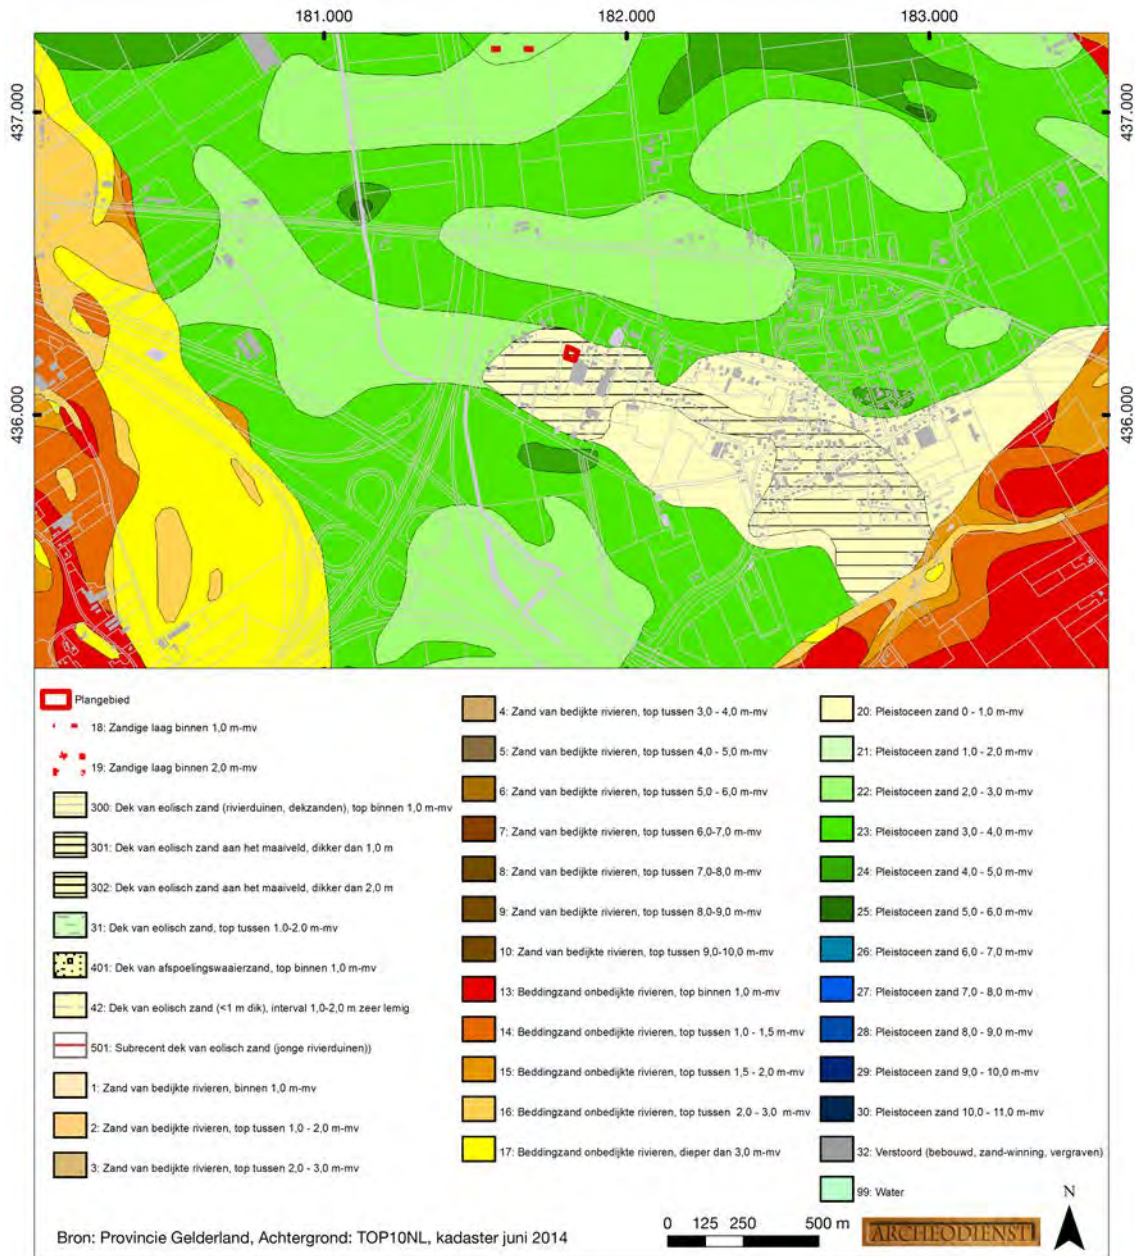 181.000
182.000
183.000
437.000
437.000
436.000
436.000
Plangebied
18: Zandige laag binnen 1,0 m-mv
19: Zandige laag binnen 2,0 m-mv
300: Dek van eolisch zand (rivierduinen, dekzanden), top binnen 1,0 m-mv
301: Dek van eolisch zand aan het maaiveld, dikker dan 1,0 m
302: Dek van eolisch zand aan het maaiveld, dikker dan 2,0 m
31: Dek van eolisch zand, top tussen 1.0-2.0 m-mv
401: Dek van afspoelingswaaierzand, top binnen 1,0 m-mv
42: Dek van eolisch zand (<1 m dik), interval 1,0-2,0 m zeer lemig
501: Subrecent dek van eolisch zand (jonge rivierduinen))
1: Zand van bedijkte rivieren, binnen 1,0 m-mv
2: Zand van bedijkte rivieren, top tussen 1,0 - 2,0 m-mv
3: Zand van bedijkte rivieren, top tussen 2,0 - 3,0 m-mv
4: Zand van bedijkte rivieren, top tussen 3,0 - 4,0 m-mv
5: Zand van bedijkte rivieren, top tussen 4,0 - 5,0 m-mv
6: Zand van bedijkte rivieren, top tussen 5,0 - 6,0 m-mv
7: Zand van bedijkte rivieren, top tussen 6,0-7,0 m-mv
8: Zand van bedijkte rivieren, top tussen 7,0-8,0 m-mv
9: Zand van bedijkte rivieren, top tussen 8,0-9,0 m-mv
10: Zand van bedijkte rivieren, top tussen 9,0-10,0 m-mv
13: Beddingzand onbedijkte rivieren, top binnen 1,0 m-mv
14: Beddingzand onbedijkte rivieren, top tussen 1,0 - 1,5 m-mv
15: Beddingzand onbedijkte rivieren, top tussen 1,5 - 2,0 m-mv
16: Beddingzand onbedijkte rivieren, top tussen 2,0 - 3,0 m-mv
17: Beddingzand onbedijkte rivieren, dieper dan 3,0 m-mv
20: Pleistoceen zand 0 - 1,0 m-mv
21: Pleistoceen zand 1,0 - 2,0 m-mv
22: Pleistoceen zand 2,0 - 3,0 m-mv
23: Pleistoceen zand 3,0 - 4,0 m-mv
24: Pleistoceen zand 4,0 - 5,0 m-mv
25: Pleistoceen zand 5,0 - 6,0 m-mv
26: Pleistoceen zand 6,0 - 7,0 m-mv
27: Pleistoceen zand 7,0 - 8,0 m-mv
28: Pleistoceen zand 8,0 - 9,0 m-mv
29: Pleistoceen zand 9,0 - 10,0 m-mv
30: Pleistoceen zand 10,0 - 11,0 m-mv
32: Verstoord (bebouwd, zand-winning, vergraven)
99: Water
Bron: Provincie Gelderland, Achtergrond: TOP10NL, kadaster juni 2014
0 125 250 500 m
ARCHEODIENST
N